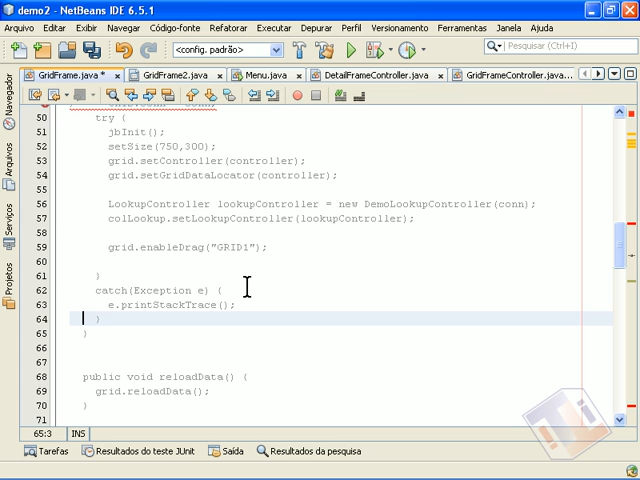 demo2 - NetBeans IDE 6.5.1
Arquivo Editar Exibir Navegar Código-fonte Refatorar Executar Depurar Perfil Versionamento Ferramentas Janela Ajuda
<config. padrão> Pesquisar (Ctrl+I)
GridFrame.java * GridFrame2.java Menu.java DetailFrameController.java GridFrameController.java...
Navegador
Arquivos
Serviços
Projetos
50 try {
51 jbInit();
52 setSize(750,300);
53 grid.setController(controller);
54 grid.setGridDataLocator(controller);
55
56 LookupController lookupController = new DemoLookupController(conn);
57 colLookup.setLookupController(lookupController);
58
59 grid.enableDrag("GRID1");
60
61 }
62 catch(Exception e) {
63 e.printStackTrace();
64 }
65 }
66
67
68 public void reloadData() {
69 grid.reloadData();
70 }
71
65:3 INS
Tarefas Resultados do teste JUnit Saída Resultados da pesquisa